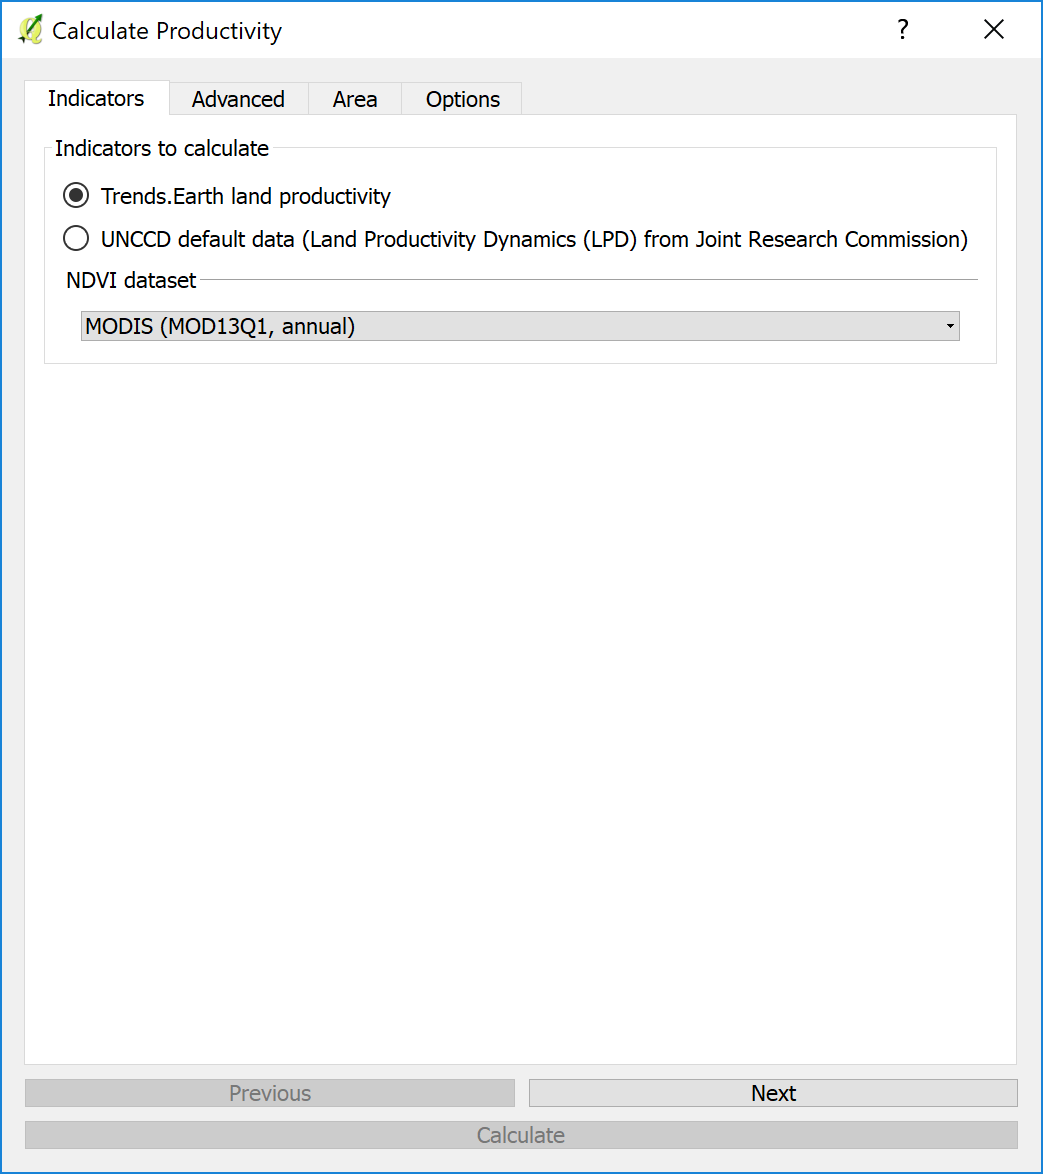 Calculate Productivity
?
Indicators
Advanced
Area
Options
Indicators to calculate
Trends.Earth land productivity
UNCCD default data (Land Productivity Dynamics (LPD) from Joint Research Commission)
NDVI dataset
MODIS (MOD13Q1, annual)
Previous
Next
Calculate